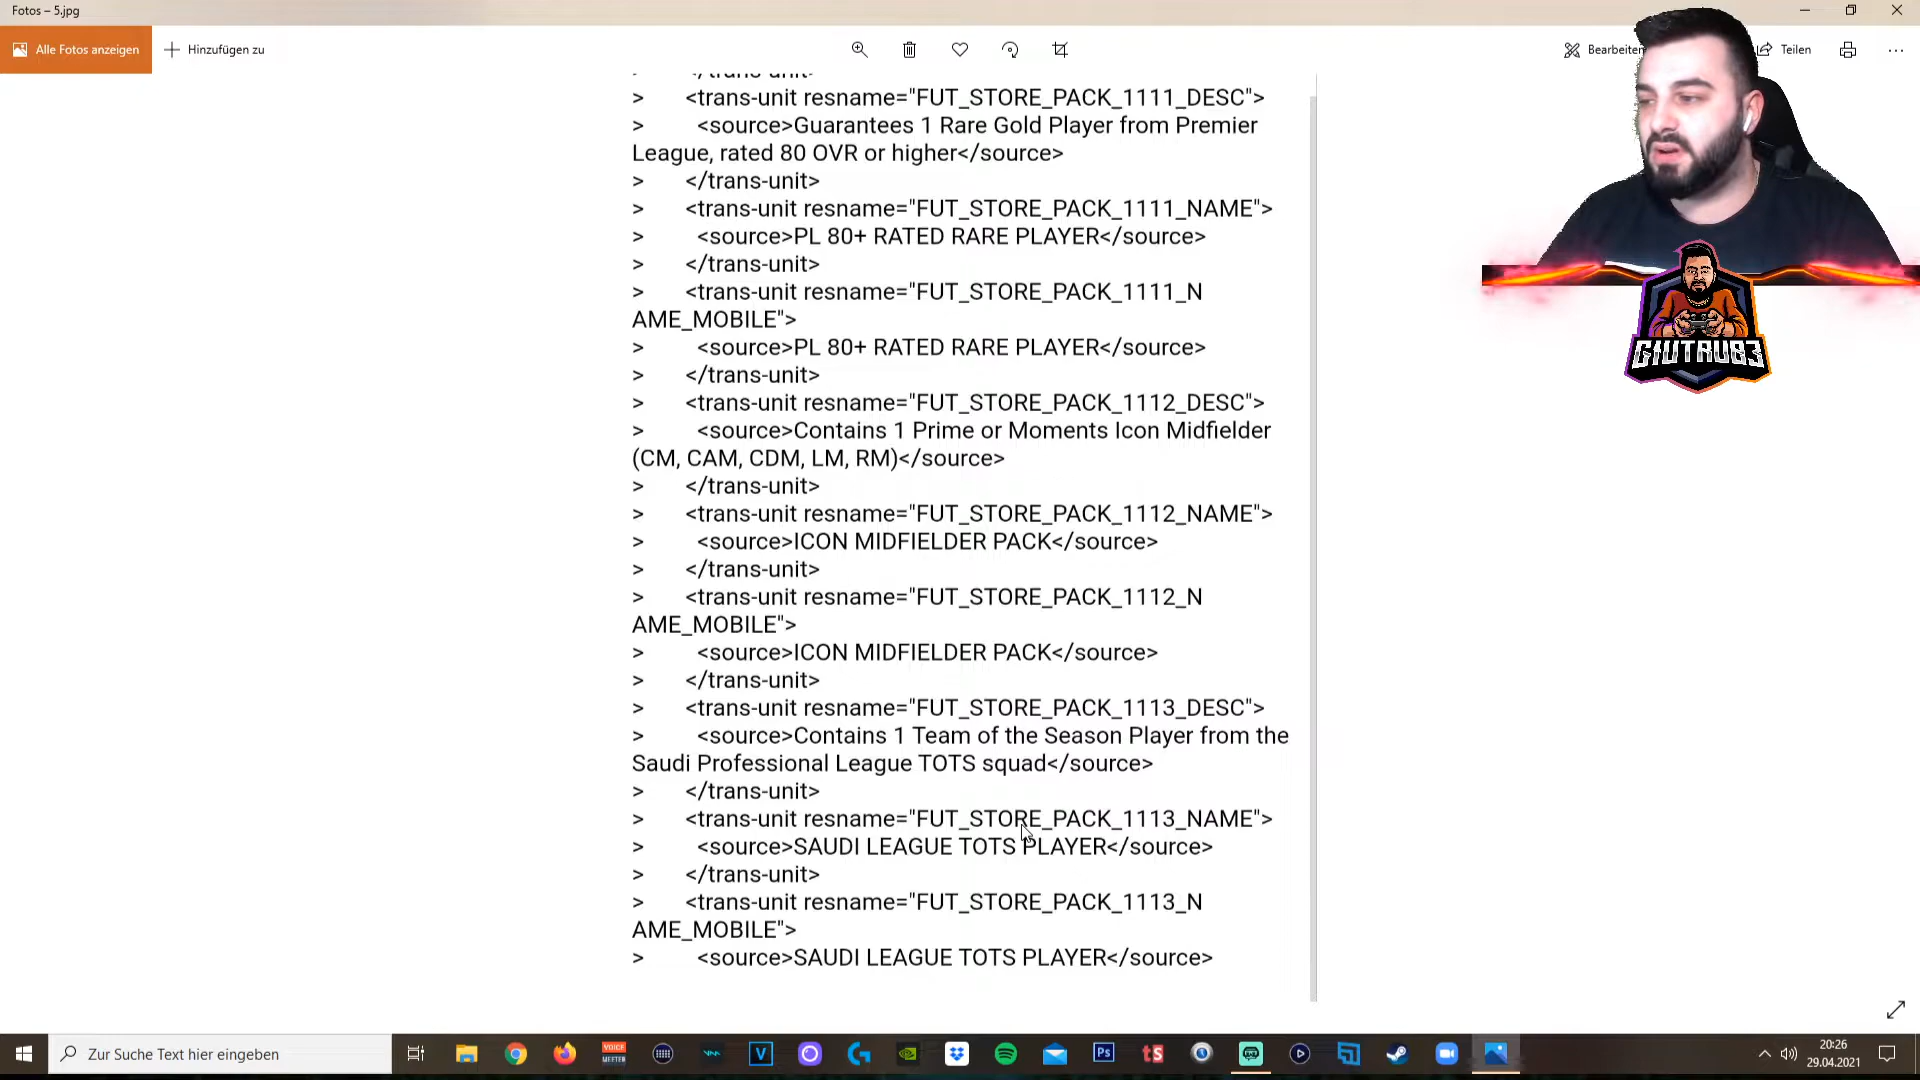 Fotos – 5.jpg
Alle Fotos anzeigen
Hinzufügen zu
Bearbeiten
Teilen
> </trans-unit>
> <trans-unit resname="FUT_STORE_PACK_1111_DESC">
> <source>Guarantees 1 Rare Gold Player from Premier
League, rated 80 OVR or higher</source>
> </trans-unit>
> <trans-unit resname="FUT_STORE_PACK_1111_NAME">
> <source>PL 80+ RATED RARE PLAYER</source>
> </trans-unit>
> <trans-unit resname="FUT_STORE_PACK_1111_N
AME_MOBILE">
> <source>PL 80+ RATED RARE PLAYER</source>
> </trans-unit>
> <trans-unit resname="FUT_STORE_PACK_1112_DESC">
> <source>Contains 1 Prime or Moments Icon Midfielder
(CM, CAM, CDM, LM, RM)</source>
> </trans-unit>
> <trans-unit resname="FUT_STORE_PACK_1112_NAME">
> <source>ICON MIDFIELDER PACK</source>
> </trans-unit>
> <trans-unit resname="FUT_STORE_PACK_1112_N
AME_MOBILE">
> <source>ICON MIDFIELDER PACK</source>
> </trans-unit>
> <trans-unit resname="FUT_STORE_PACK_1113_DESC">
> <source>Contains 1 Team of the Season Player from the
Saudi Professional League TOTS squad</source>
> </trans-unit>
> <trans-unit resname="FUT_STORE_PACK_1113_NAME">
> <source>SAUDI LEAGUE TOTS PLAYER</source>
> </trans-unit>
> <trans-unit resname="FUT_STORE_PACK_1113_N
AME_MOBILE">
> <source>SAUDI LEAGUE TOTS PLAYER</source>
GIUTRUB3
Zur Suche Text hier eingeben
VOICE
MEETER
V
Ps
tS
20:26
29.04.2021